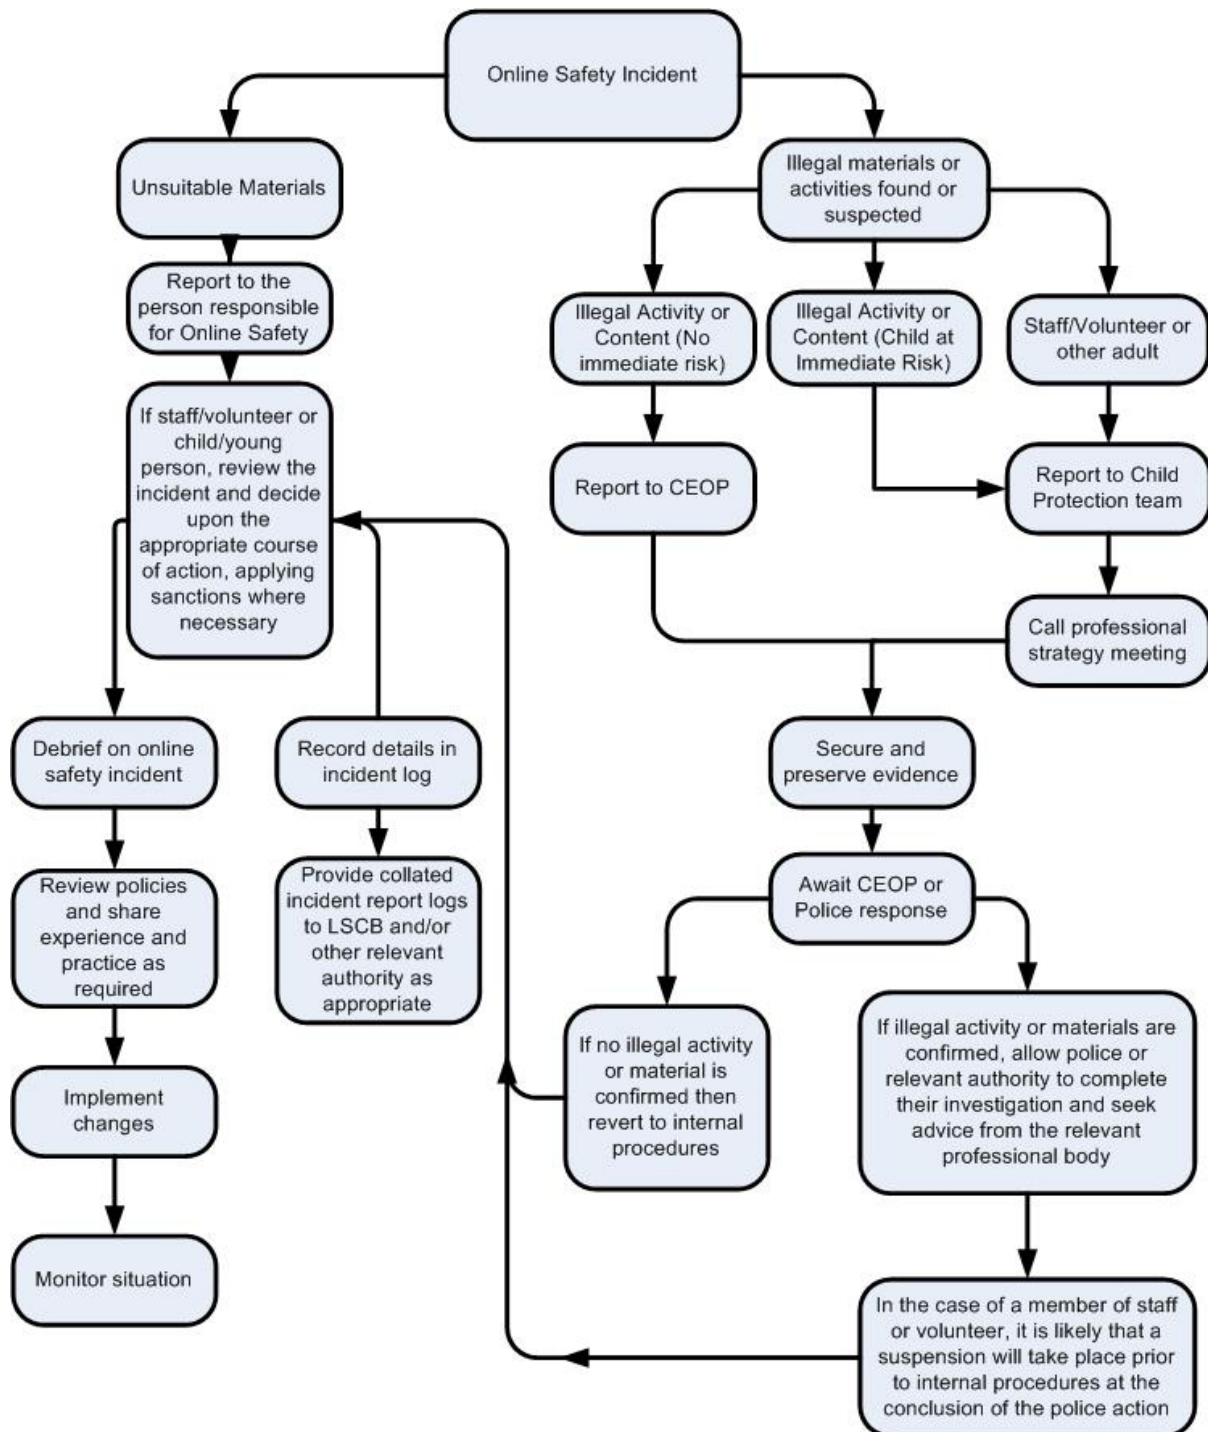 Online Safety Incident
Unsuitable Materials
Illegal materials or
activities found or
suspected
Report to the
person responsible
for Online Safety
Illegal Activity or
Content (No
immediate risk)
Illegal Activity or
Content (Child at
Immediate Risk)
Staff/Volunteer or
other adult
If staff/volunteer or
child/young
person, review the
incident and decide
upon the
appropriate course
of action, applying
sanctions where
necessary
Report to CEOP
Report to Child
Protection team
Call professional
strategy meeting
Debrief on online
safety incident
Record details in
incident log
Secure and
preserve evidence
Review policies
and share
experience and
practice as
required
Provide collated
incident report logs
to LSCB and/or
other relevant
authority as
appropriate
Await CEOP or
Police response
If no illegal activity
or material is
confirmed then
revert to internal
procedures
If illegal activity or materials are
confirmed, allow police or
relevant authority to complete
their investigation and seek
advice from the relevant
professional body
Implement
changes
Monitor situation
In the case of a member of staff
or volunteer, it is likely that a
suspension will take place prior
to internal procedures at the
conclusion of the police action